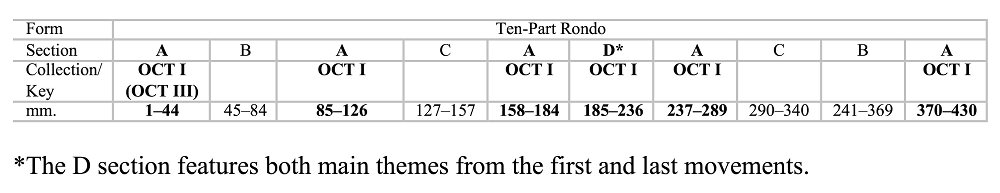 Form Ten-Part Rondo
Section A B A C A D* A C B A
Collection/ OCT I OCT I OCT I OCT I OCT I OCT I
Key (OCT III)
mm. 1–44 45–84 85–126 127–157 158–184 185–236 237–289 290–340 241–369 370–430
*The D section features both main themes from the first and last movements.